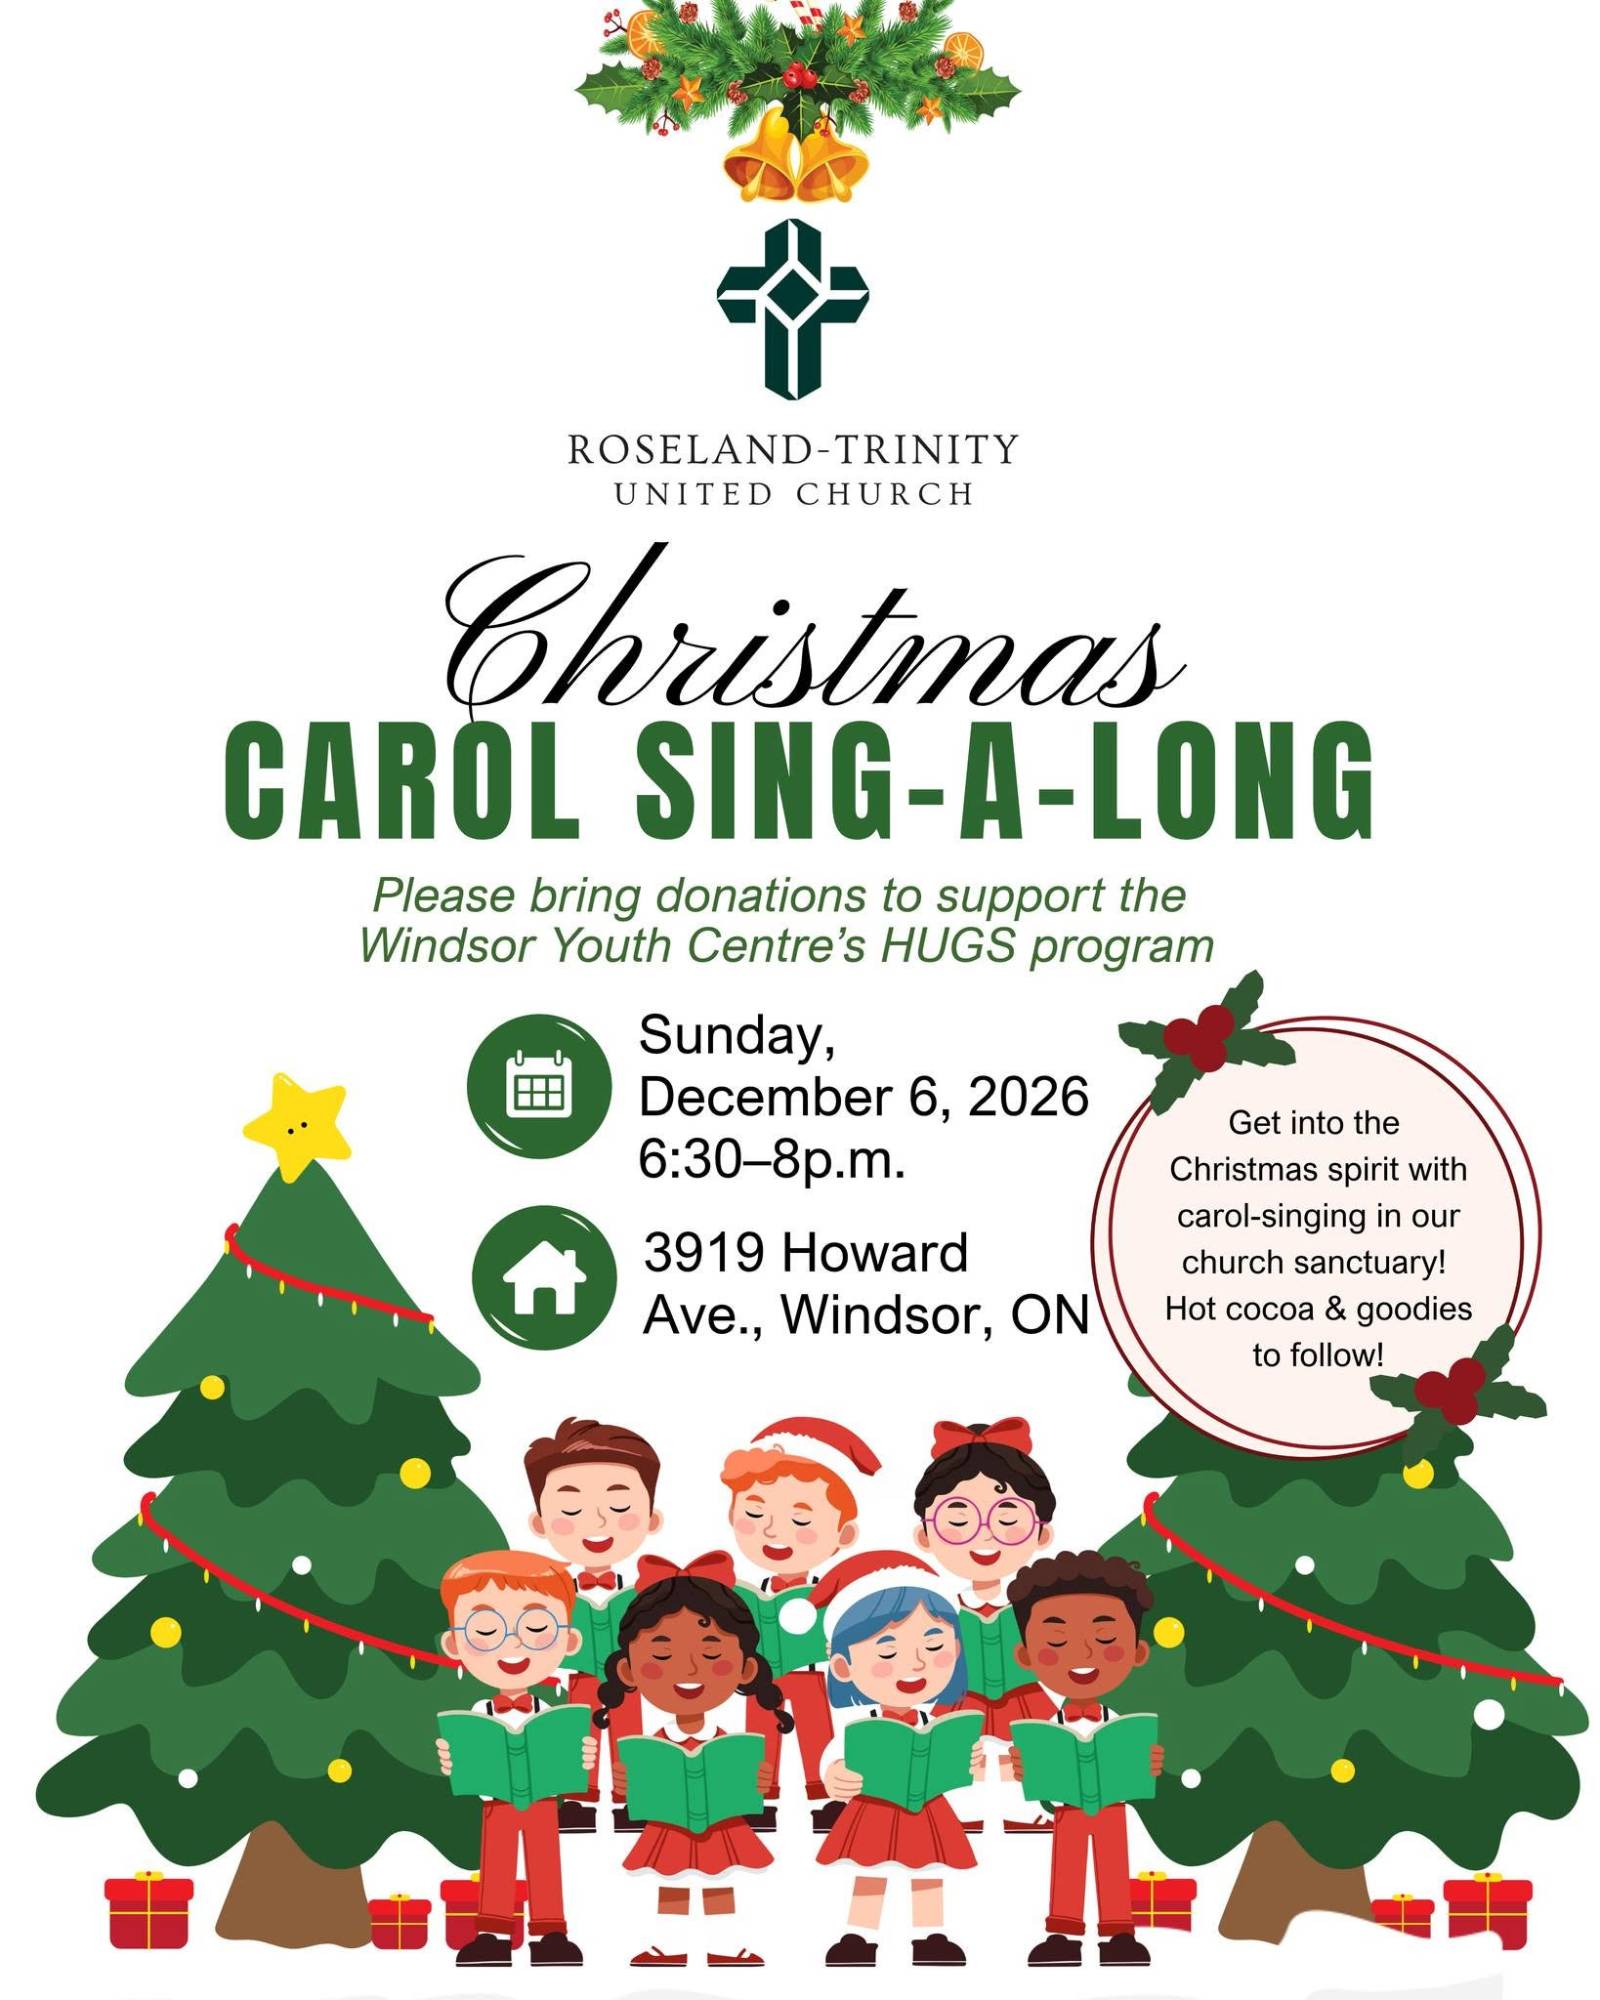 ROSELAND-TRINITY
UNITED CHURCH
Christmas
CAROL SING-A-LONG
Please bring donations to support the
Windsor Youth Centre’s HUGS program
Sunday,
December 6, 2026
6:30–8p.m.
3919 Howard
Ave., Windsor, ON
Get into the
Christmas spirit with
carol-singing in our
church sanctuary!
Hot cocoa & goodies
to follow!